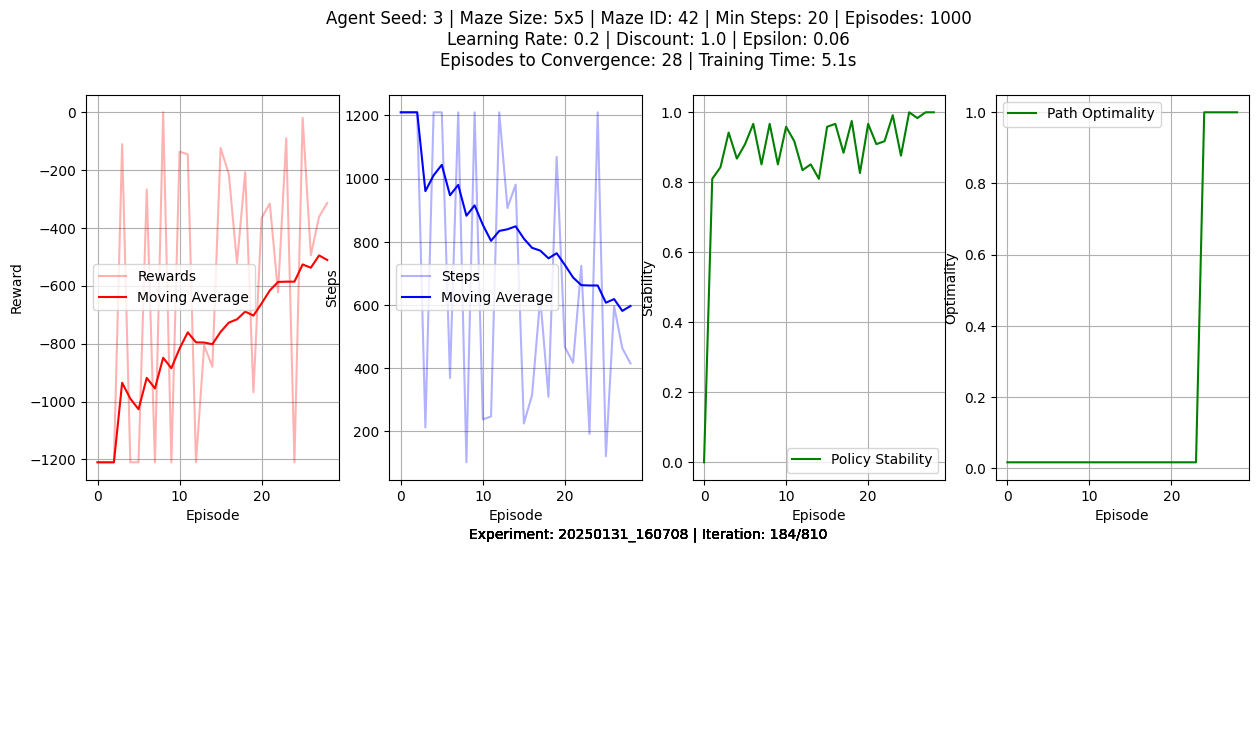 Agent Seed: 3 | Maze Size: 5x5 | Maze ID: 42 | Min Steps: 20 | Episodes: 1000
Learning Rate: 0.2 | Discount: 1.0 | Epsilon: 0.06
Episodes to Convergence: 28 | Training Time: 5.1s
Reward
0
−200
−400
−600
−800
−1000
−1200
Rewards
Moving Average
0
10
20
Episode
Steps
1200
1000
800
600
400
200
Steps
Moving Average
0
10
20
Episode
Stability
1.0
0.8
0.6
0.4
0.2
0.0
Policy Stability
0
10
20
Episode
Optimality
1.0
0.8
0.6
0.4
0.2
0.0
Path Optimality
0
10
20
Episode
Experiment: 20250131_160708 | Iteration: 184/810